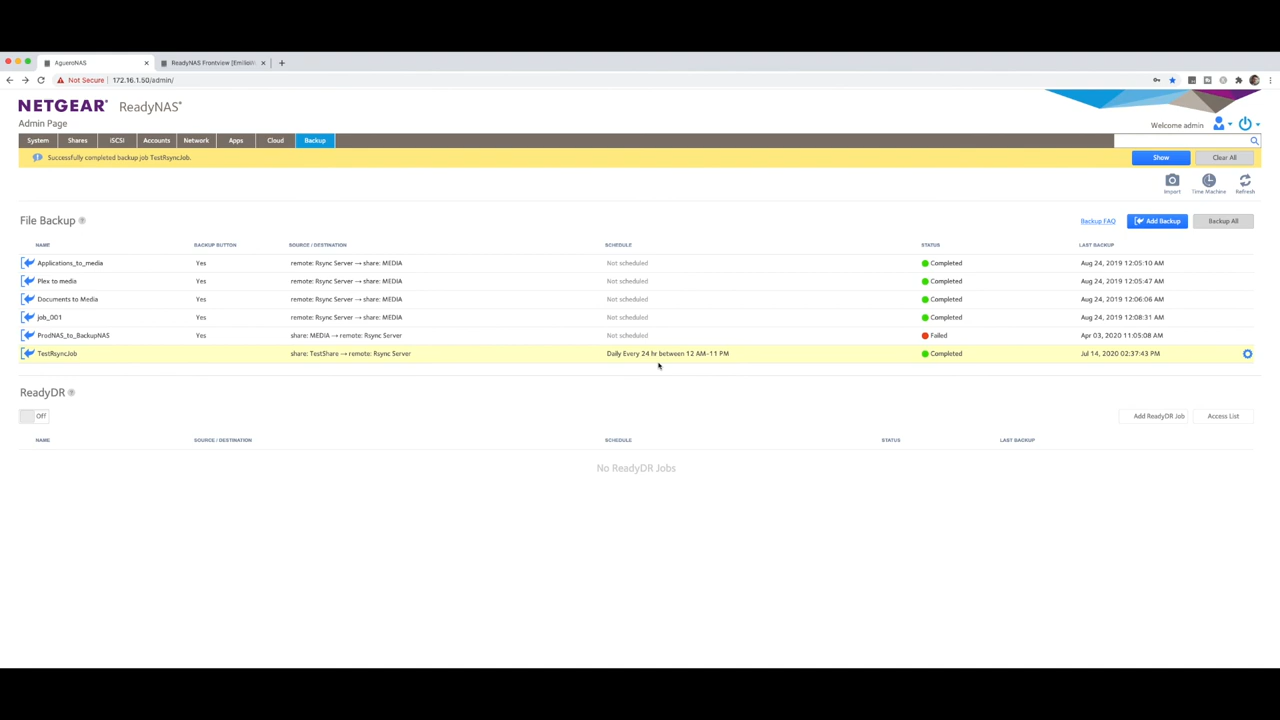 AgueroNAS
ReadyNAS Frontview [Emilio
Not Secure 172.16.1.50/admin/
NETGEAR® ReadyNAS®
Admin Page
Welcome admin
System Shares iSCSI Accounts Network Apps Cloud Backup
Successfully completed backup job TestRsyncJob.
Show Clear All
Import Time Machine Refresh
File Backup ?
Backup FAQ Add Backup Backup All
NAME BACKUP BUTTON SOURCE / DESTINATION SCHEDULE STATUS LAST BACKUP
Applications_to_media Yes remote: Rsync Server → share: MEDIA Not scheduled Completed Aug 24, 2019 12:05:10 AM
Plex to media Yes remote: Rsync Server → share: MEDIA Not scheduled Completed Aug 24, 2019 12:05:47 AM
Documents to Media Yes remote: Rsync Server → share: MEDIA Not scheduled Completed Aug 24, 2019 12:06:06 AM
job_001 Yes remote: Rsync Server → share: MEDIA Not scheduled Completed Aug 24, 2019 12:08:31 AM
ProdNAS_to_BackupNAS Yes share: MEDIA → remote: Rsync Server Not scheduled Failed Apr 03, 2020 11:05:08 AM
TestRsyncJob share: TestShare → remote: Rsync Server Daily Every 24 hr between 12 AM-11 PM Completed Jul 14, 2020 02:37:43 PM
ReadyDR ?
Off Add ReadyDR Job Access List
NAME SOURCE / DESTINATION SCHEDULE STATUS LAST BACKUP
No ReadyDR Jobs